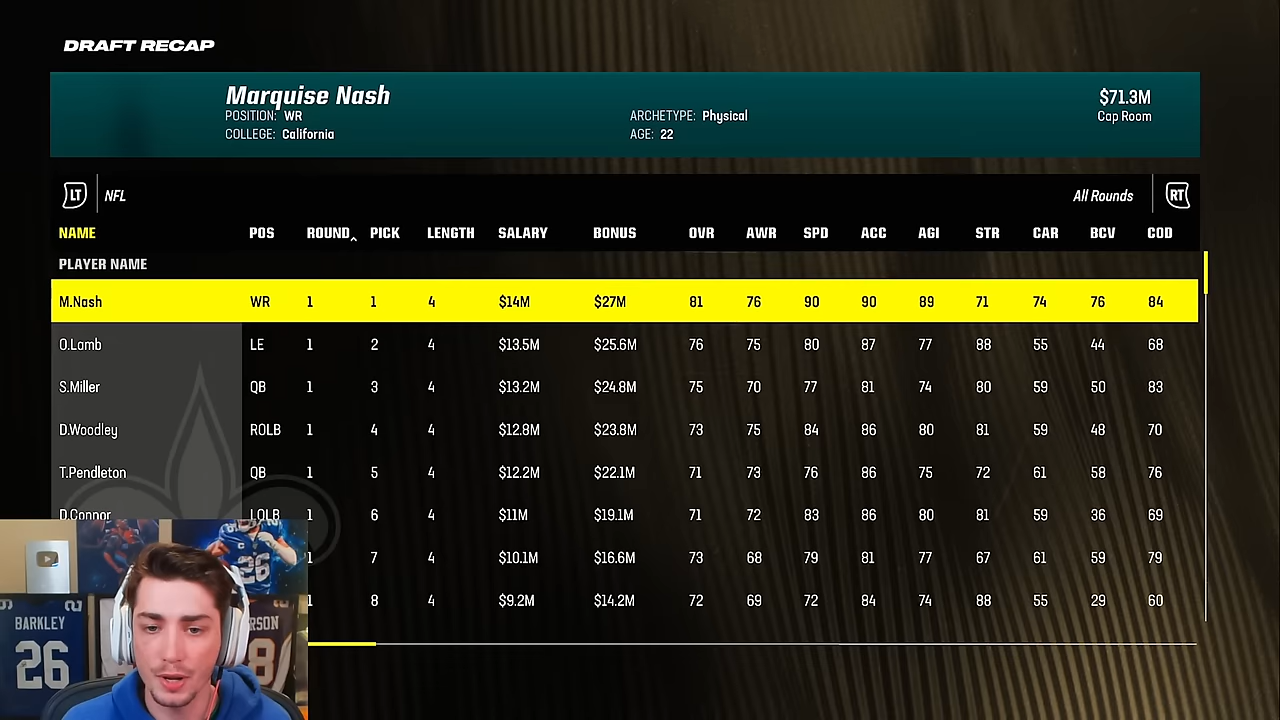 DRAFT RECAP
Marquise Nash
POSITION: WR
COLLEGE: California
ARCHETYPE: Physical
AGE: 22
$71.3M
Cap Room
LT NFL All Rounds RT
NAME POS ROUND PICK LENGTH SALARY BONUS OVR AWR SPD ACC AGI STR CAR BCV COD
PLAYER NAME
M.Nash WR 1 1 4 $14M $27M 81 76 90 90 89 71 74 76 84
O.Lamb LE 1 2 4 $13.5M $25.6M 76 75 80 87 77 88 55 44 68
S.Miller QB 1 3 4 $13.2M $24.8M 75 70 77 81 74 80 59 50 83
D.Woodley ROLB 1 4 4 $12.8M $23.8M 73 75 84 86 80 81 59 48 70
T.Pendleton QB 1 5 4 $12.2M $22.1M 71 73 76 86 75 72 61 58 76
D.Connor LOLB 1 6 4 $11M $19.1M 71 72 83 86 80 81 59 36 69
1 7 4 $10.1M $16.6M 73 68 79 81 77 67 61 59 79
1 8 4 $9.2M $14.2M 72 69 72 84 74 88 55 29 60
26
BARKLEY
26
RSON
8